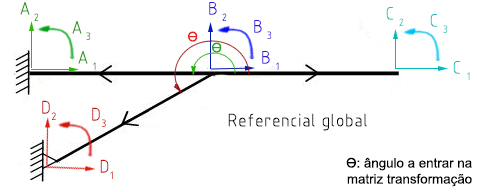 A2
A3
A1
B2
B3
B1
C2
C3
C1
ɵ
ɵ
D2
D3
D1
Referencial global
ɵ: ângulo a entrar na
matriz transformação